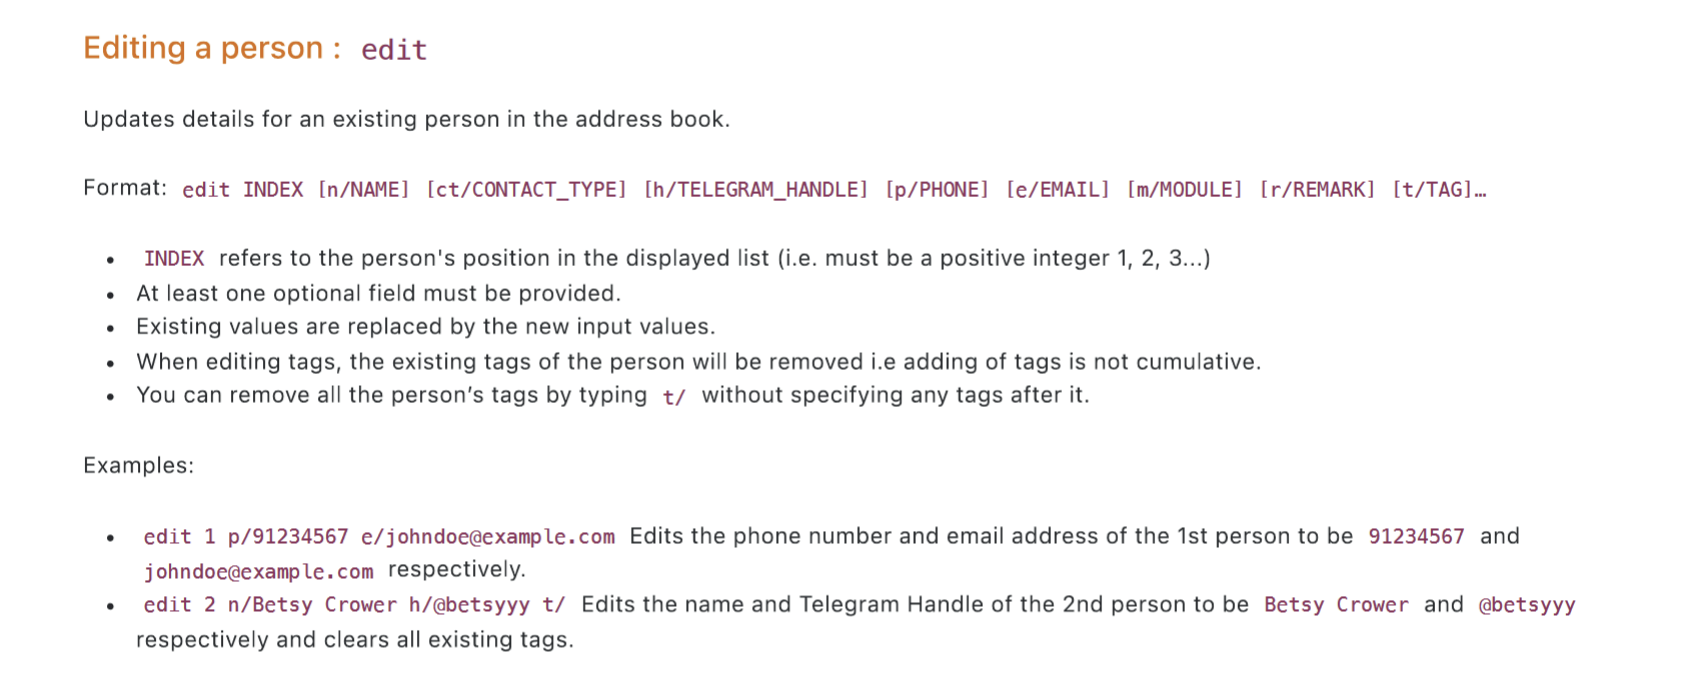 Editing a person : edit
Updates details for an existing person in the address book.
Format: edit INDEX [n/NAME] [ct/CONTACT_TYPE] [h/TELEGRAM_HANDLE] [p/PHONE] [e/EMAIL] [m/MODULE] [r/REMARK] [t/TAG]…
• INDEX refers to the person's position in the displayed list (i.e. must be a positive integer 1, 2, 3...)
• At least one optional field must be provided.
• Existing values are replaced by the new input values.
• When editing tags, the existing tags of the person will be removed i.e adding of tags is not cumulative.
• You can remove all the person’s tags by typing t/ without specifying any tags after it.
Examples:
• edit 1 p/91234567 e/johndoe@example.com Edits the phone number and email address of the 1st person to be 91234567 and
johndoe@example.com respectively.
• edit 2 n/Betsy Crower h/@betsyyy t/ Edits the name and Telegram Handle of the 2nd person to be Betsy Crower and @betsyyy
respectively and clears all existing tags.